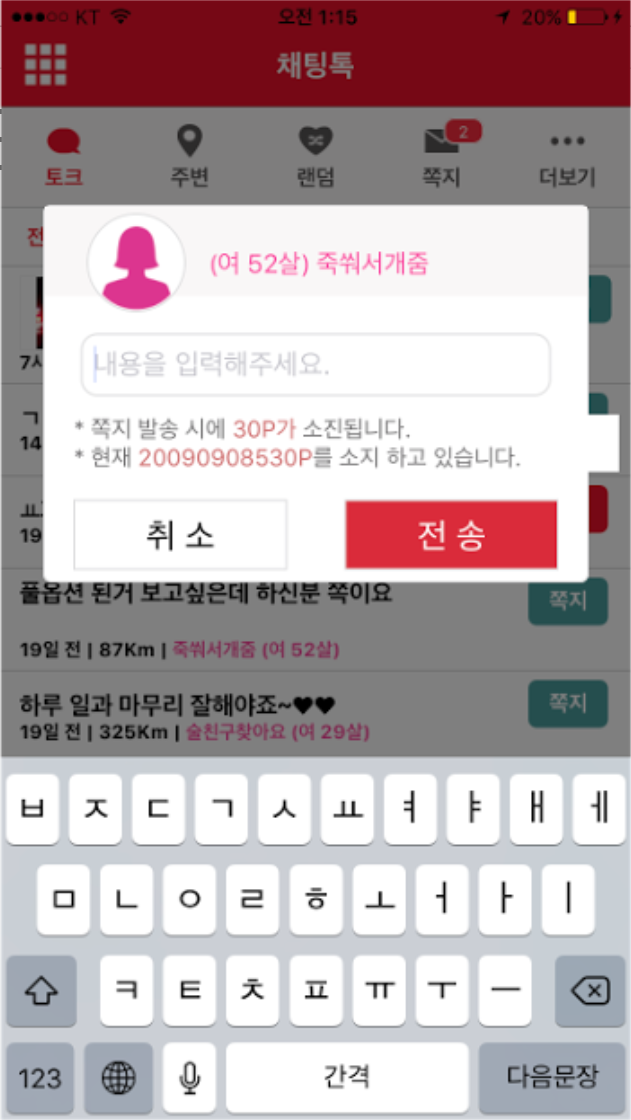 KT 오전 1:15 20%
채팅톡
2
토크 주변 랜덤 쪽지 더보기
전
(여 52살) 죽쒀서개줌
7시
내용을 입력해주세요.
ㄱ
14
* 쪽지 발송 시에 30P가 소진됩니다.
* 현재 20090908530P를 소지 하고 있습니다.
19
취 소 전 송
풀옵션 된거 보고싶은데 하신분 쪽이요
쪽지
19일 전 | 87Km | 죽쒀서개줌 (여 52살)
하루 일과 마무리 잘해야죠~♥♥
쪽지
19일 전 | 325Km | 술친구찾아요 (여 29살)
ㅂ ㅈ ㄷ ㄱ ㅅ ㅛ ㅕ ㅑ ㅐ ㅔ
ㅁ ㄴ ㅇ ㄹ ㅎ ㅗ ㅓ ㅏ ㅣ
ㅋ ㅌ ㅊ ㅍ ㅠ ㅜ ㅡ
123 간격 다음문장